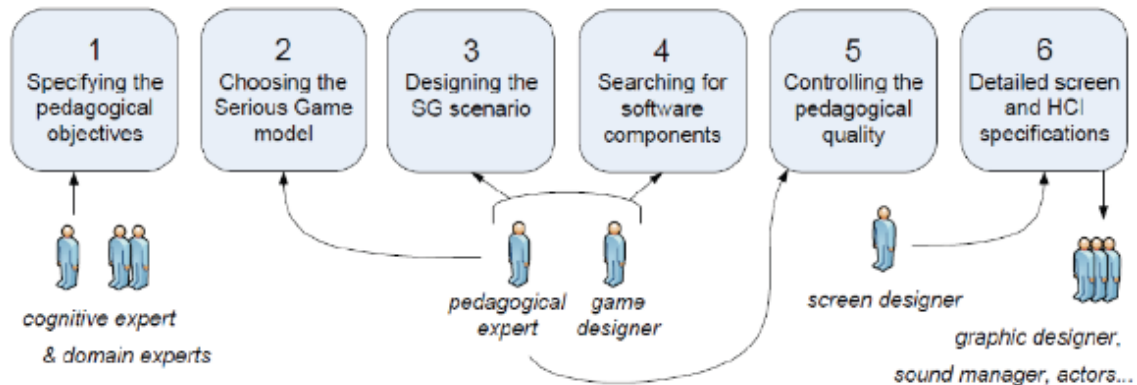 1
Specifying the
pedagogical
objectives
2
Choosing the
Serious Game
model
3
Designing the
SG scenario
4
Searching for
software
components
5
Controlling the
pedagogical
quality
6
Detailed screen
and HCI
specifications
cognitive expert
& domain experts
pedagogical
expert
game
designer
screen designer
graphic designer,
sound manager, actors...